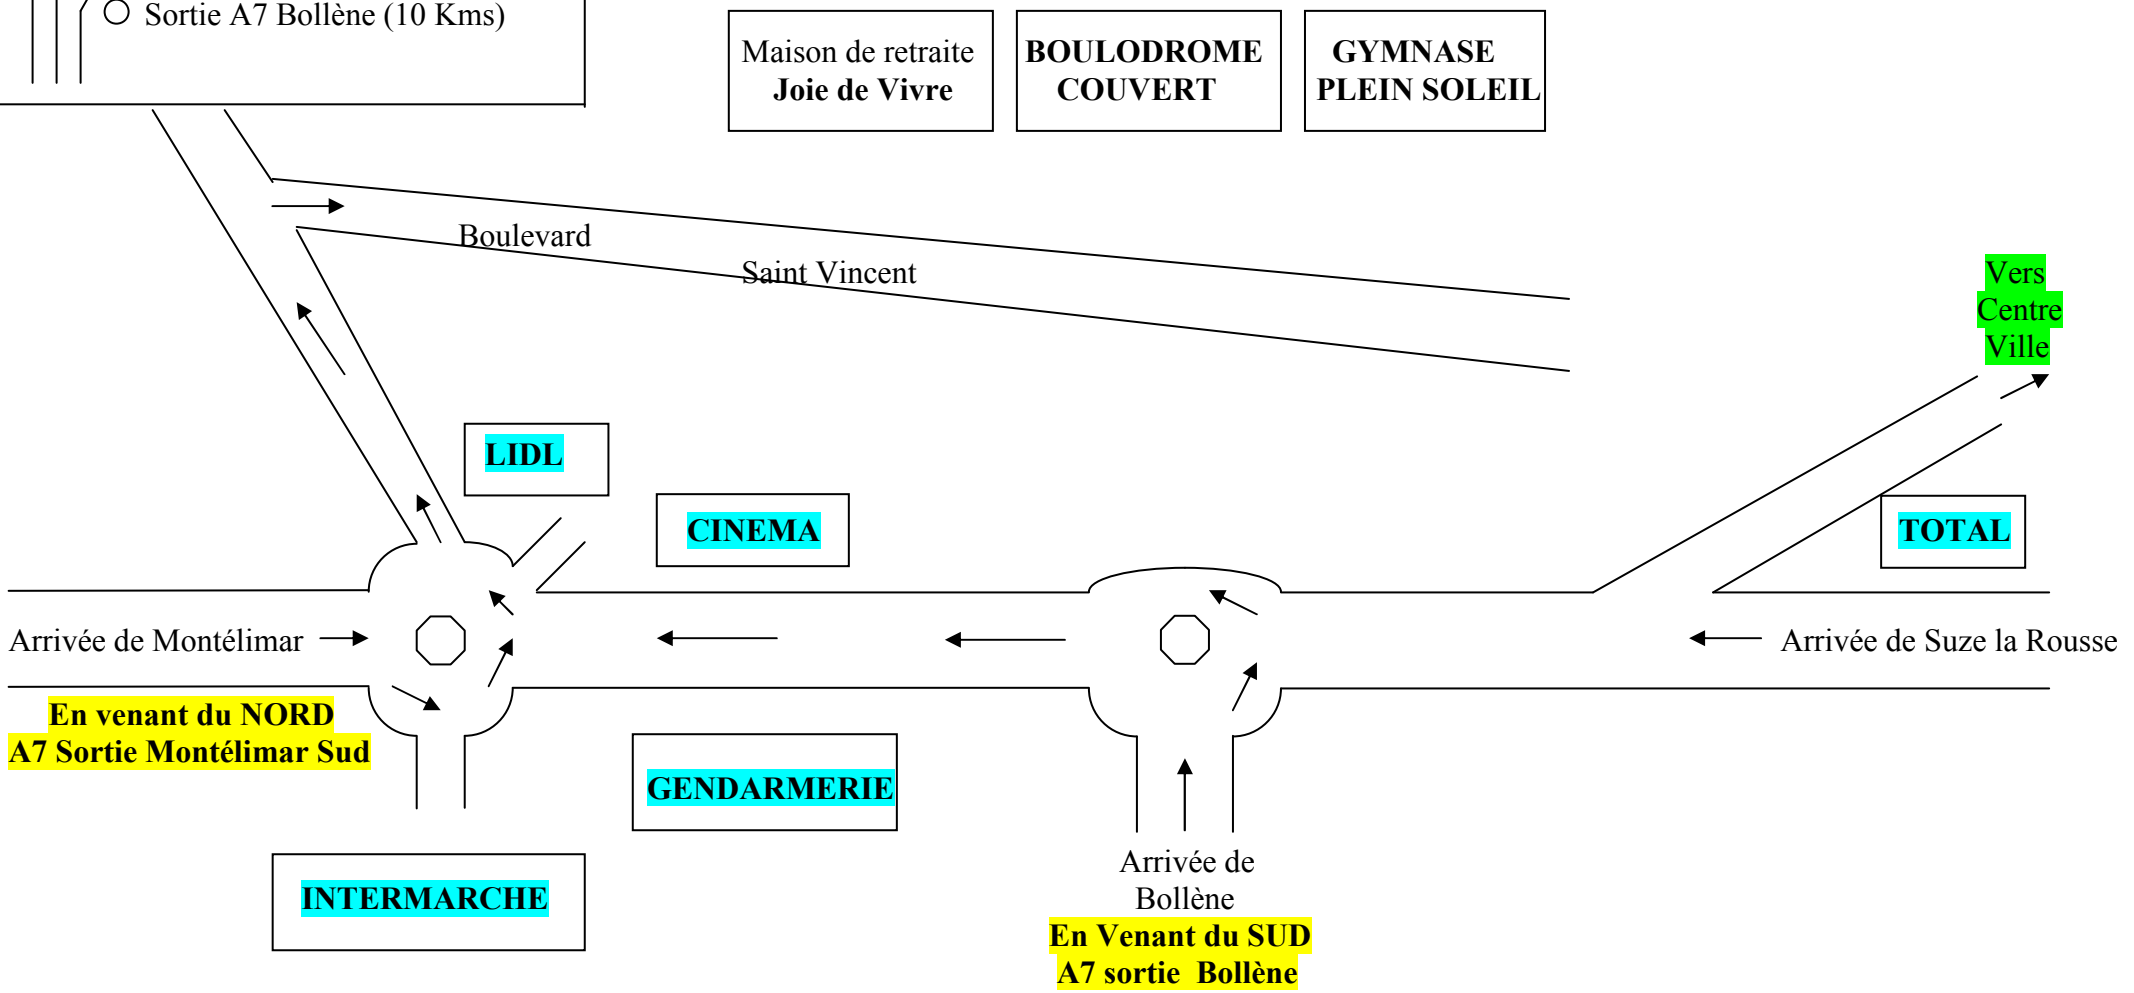 Sortie A7 Bollène (10 Kms)
Maison de retraite
Joie de Vivre
BOULODROME
COUVERT
GYMNASE
PLEIN SOLEIL
Boulevard
Saint Vincent
Vers
Centre
Ville
LIDL
CINEMA
TOTAL
Arrivée de Montélimar
Arrivée de Suze la Rousse
En venant du NORD
A7 Sortie Montélimar Sud
GENDARMERIE
INTERMARCHE
Arrivée de
Bollène
En Venant du SUD
A7 sortie Bollène